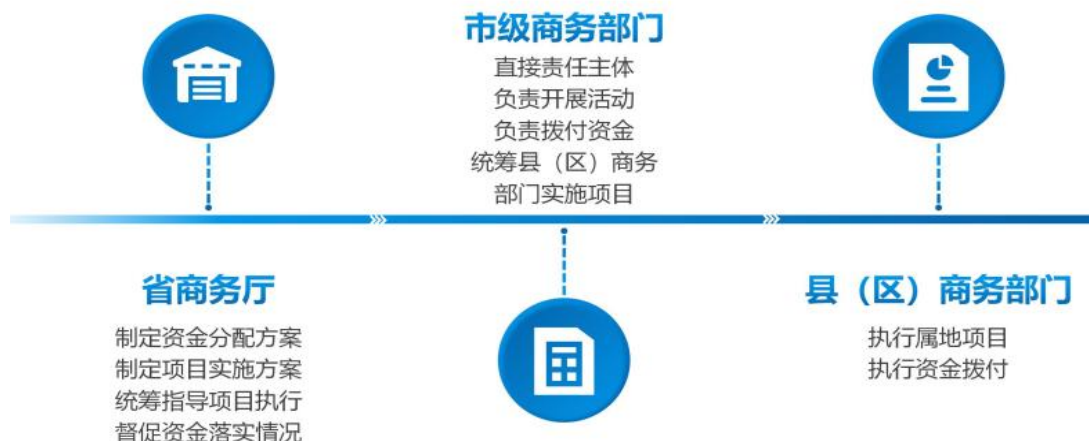 市级商务部门
直接责任主体
负责开展活动
负责拨付资金
统筹县（区）商务
部门实施项目
省商务厅
制定资金分配方案
制定项目实施方案
统筹指导项目执行
督促资金落实情况
县（区）商务部门
执行属地项目
执行资金拨付